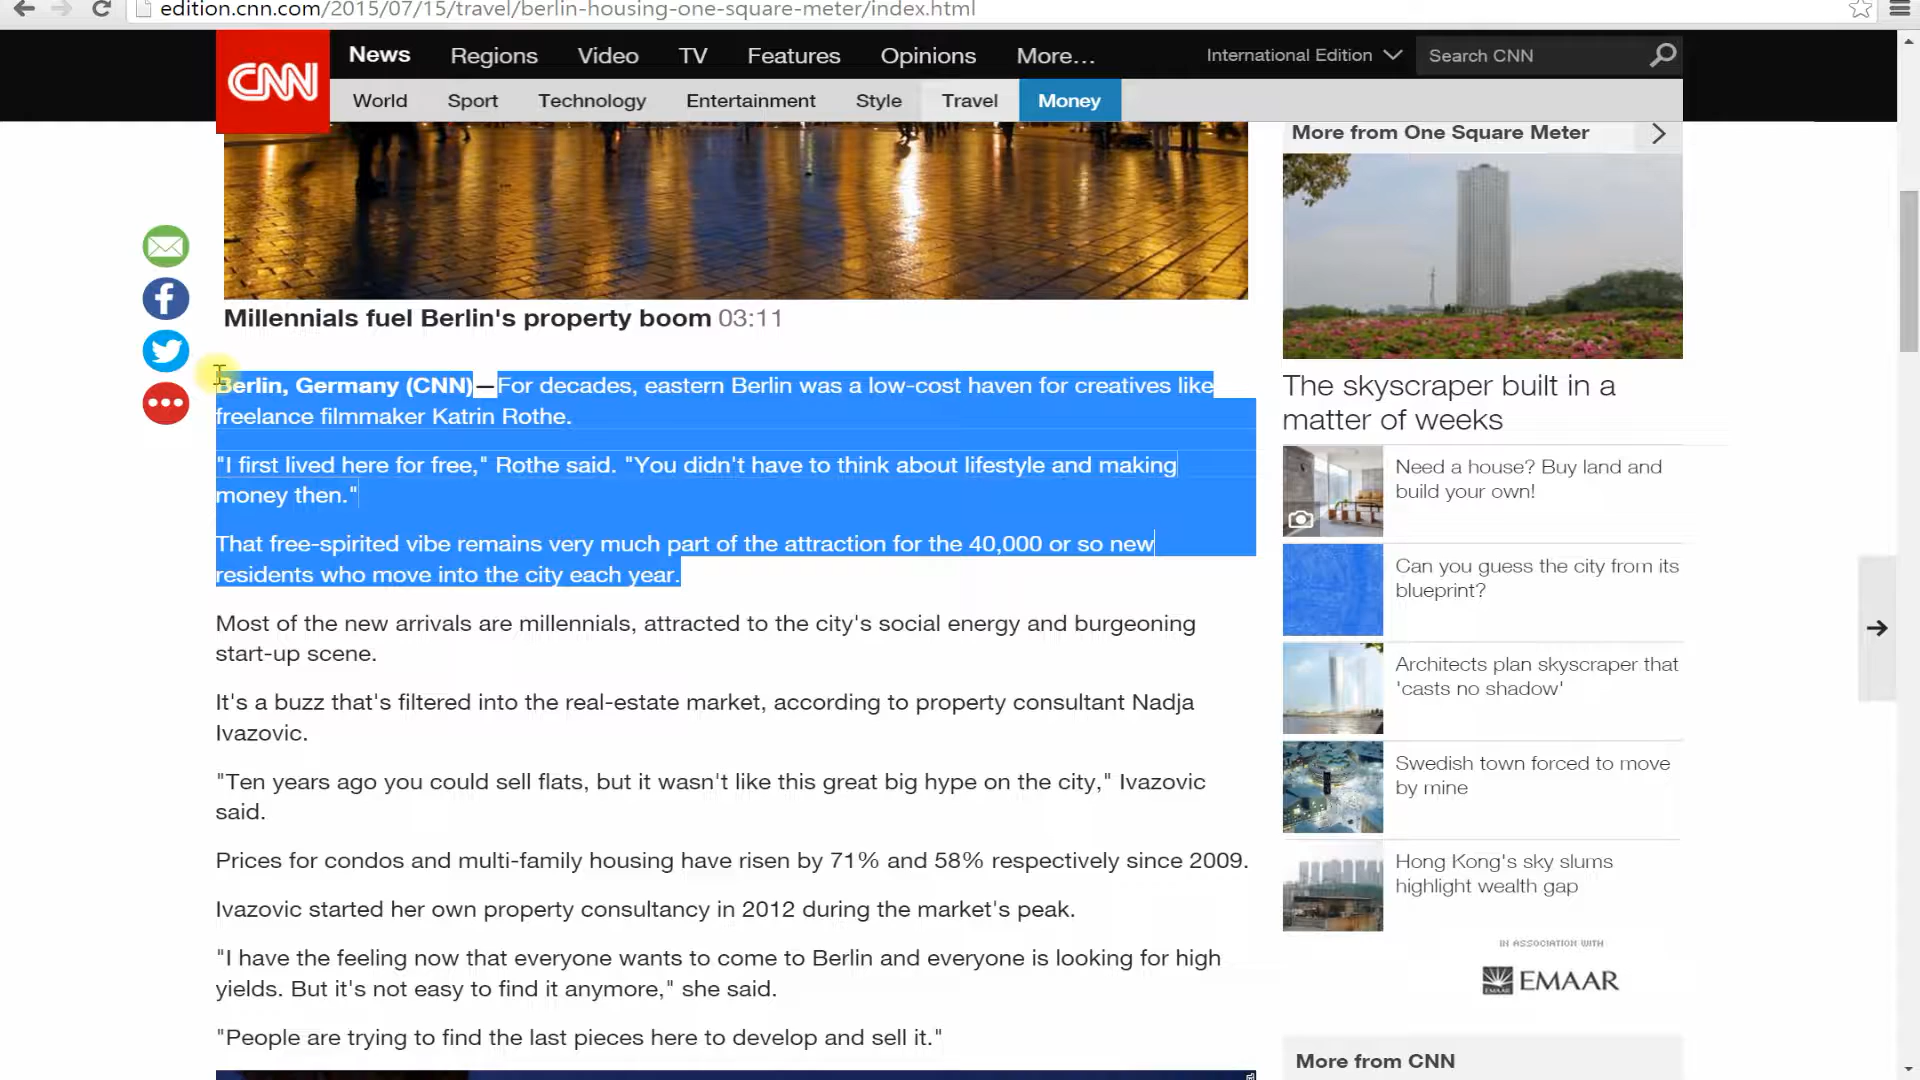 edition.cnn.com/2015/07/15/travel/berlin-housing-one-square-meter/index.html
CNN
News Regions Video TV Features Opinions More... International Edition Search CNN
World Sport Technology Entertainment Style Travel Money
Millennials fuel Berlin's property boom 03:11
Berlin, Germany (CNN)—For decades, eastern Berlin was a low-cost haven for creatives like
freelance filmmaker Katrin Rothe.
"I first lived here for free," Rothe said. "You didn't have to think about lifestyle and making
money then."
That free-spirited vibe remains very much part of the attraction for the 40,000 or so new
residents who move into the city each year.
Most of the new arrivals are millennials, attracted to the city's social energy and burgeoning
start-up scene.
It's a buzz that's filtered into the real-estate market, according to property consultant Nadja
Ivazovic.
"Ten years ago you could sell flats, but it wasn't like this great big hype on the city," Ivazovic
said.
Prices for condos and multi-family housing have risen by 71% and 58% respectively since 2009.
Ivazovic started her own property consultancy in 2012 during the market's peak.
"I have the feeling now that everyone wants to come to Berlin and everyone is looking for high
yields. But it's not easy to find it anymore," she said.
"People are trying to find the last pieces here to develop and sell it."
More from One Square Meter
The skyscraper built in a
matter of weeks
Need a house? Buy land and
build your own!
Can you guess the city from its
blueprint?
Architects plan skyscraper that
'casts no shadow'
Swedish town forced to move
by mine
Hong Kong's sky slums
highlight wealth gap
IN ASSOCIATION WITH
EMAAR
EMAAR
More from CNN